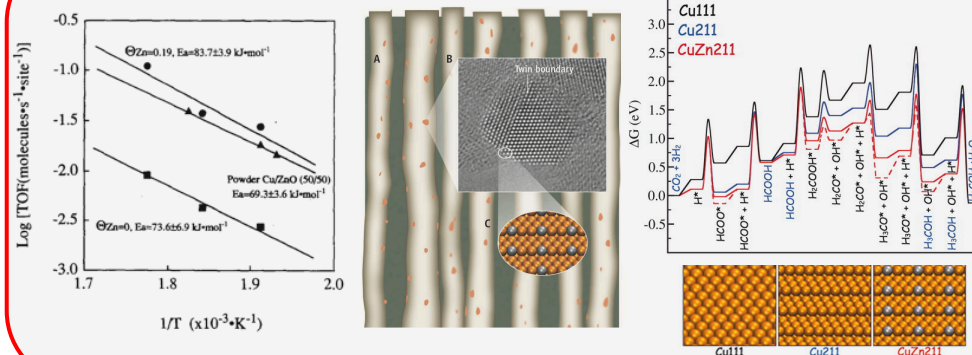 -0.5
ΘZn=0.19, Ea=83.7±3.9 kJ•mol-1
-1.0
-1.5
-2.0
Powder Cu/ZnO (50/50)
Ea=69.3±3.6 kJ•mol-1
-2.5
ΘZn=0, Ea=73.6±6.9 kJ•mol-1
-3.0
1.7 1.8 1.9 2.0
Log [TOF(molecules•s-1•site-1)]
1/T (x10-3•K-1)
A
B
Twin boundary
C
Cu111
Cu211
CuZn211
3.0
2.5
2.0
1.5
1.0
0.5
0.0
-0.5
ΔG (eV)
CO2 + 3H2
H*
HCOO*
HCOO* + H*
HCOOH
HCOOH + H*
H2COOH*
H2CO* + OH*
H2CO* + OH* + H*
H3CO* + OH*
H3CO* + OH* + H*
H3COH + OH*
H3COH + OH* + H*
Cu111 Cu211 CuZn211